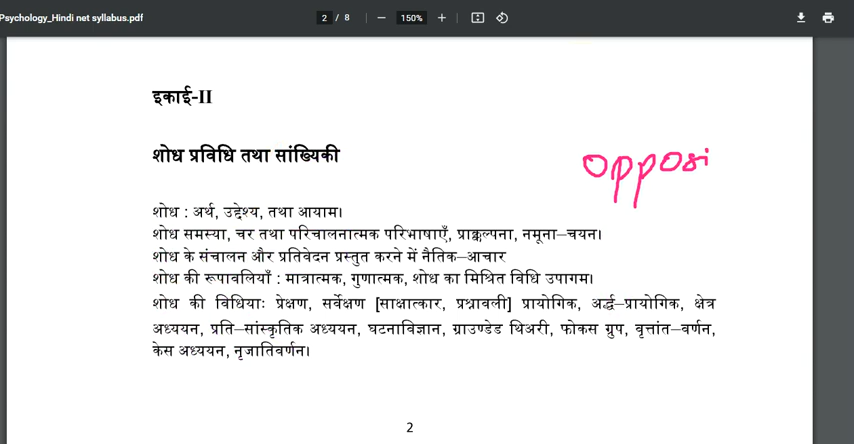 Psychology_Hindi net syllabus.pdf 2 / 8 150%
इकाई-II
शोध प्रविधि तथा सांख्यिकी
opposi
शोध : अर्थ, उद्देश्य, तथा आयाम।
शोध समस्या, चर तथा परिचालनात्मक परिभाषाएँ, प्राक्कल्पना, नमूना–चयन।
शोध के संचालन और प्रतिवेदन प्रस्तुत करने में नैतिक–आचार
शोध की रूपावलियाँ : मात्रात्मक, गुणात्मक, शोध का मिश्रित विधि उपागम।
शोध की विधियाः प्रेक्षण, सर्वेक्षण [साक्षात्कार, प्रश्नावली] प्रायोगिक, अर्द्ध–प्रायोगिक, क्षेत्र
अध्ययन, प्रति–सांस्कृतिक अध्ययन, घटनाविज्ञान, ग्राउण्डेड थिअरी, फोकस ग्रुप, वृत्तांत–वर्णन,
केस अध्ययन, नृजातिवर्णन।
2